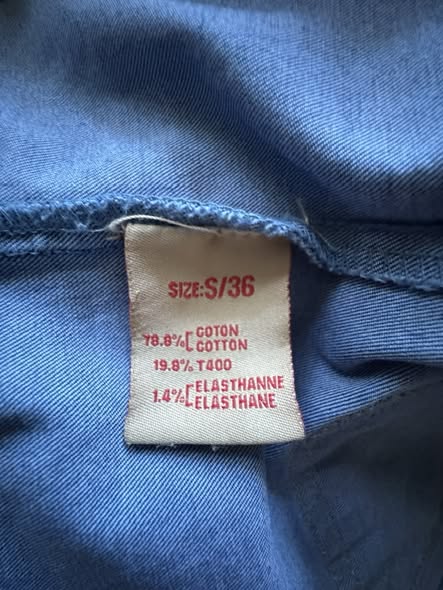 SIZE:S/36
78.8% [ COTON
COTTON
19.8% T400
1.4% [ ELASTHANNE
ELASTHANE